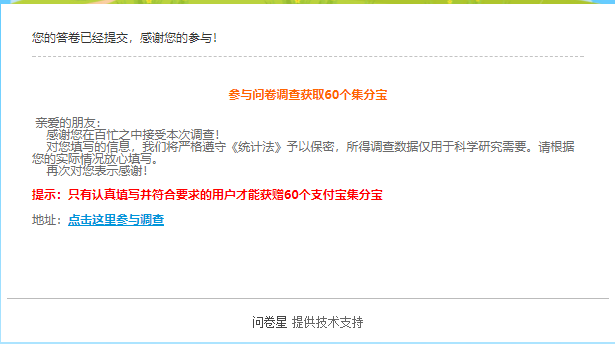 您的答卷已经提交，感谢您的参与！
参与问卷调查获取60个集分宝
亲爱的朋友：
感谢您在百忙之中接受本次调查！
对您填写的信息，我们将严格遵守《统计法》予以保密，所得调查数据仅用于科学研究需要。请根据
您的实际情况放心填写。
再次对您表示感谢！
提示：只有认真填写并符合要求的用户才能获赠60个支付宝集分宝
地址：点击这里参与调查
问卷星 提供技术支持